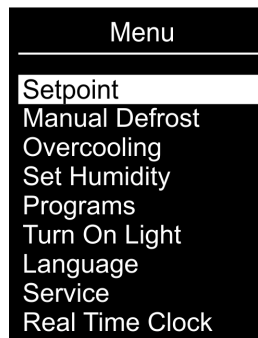 Menu
Setpoint
Manual Defrost
Overcooling
Set Humidity
Programs
Turn On Light
Language
Service
Real Time Clock